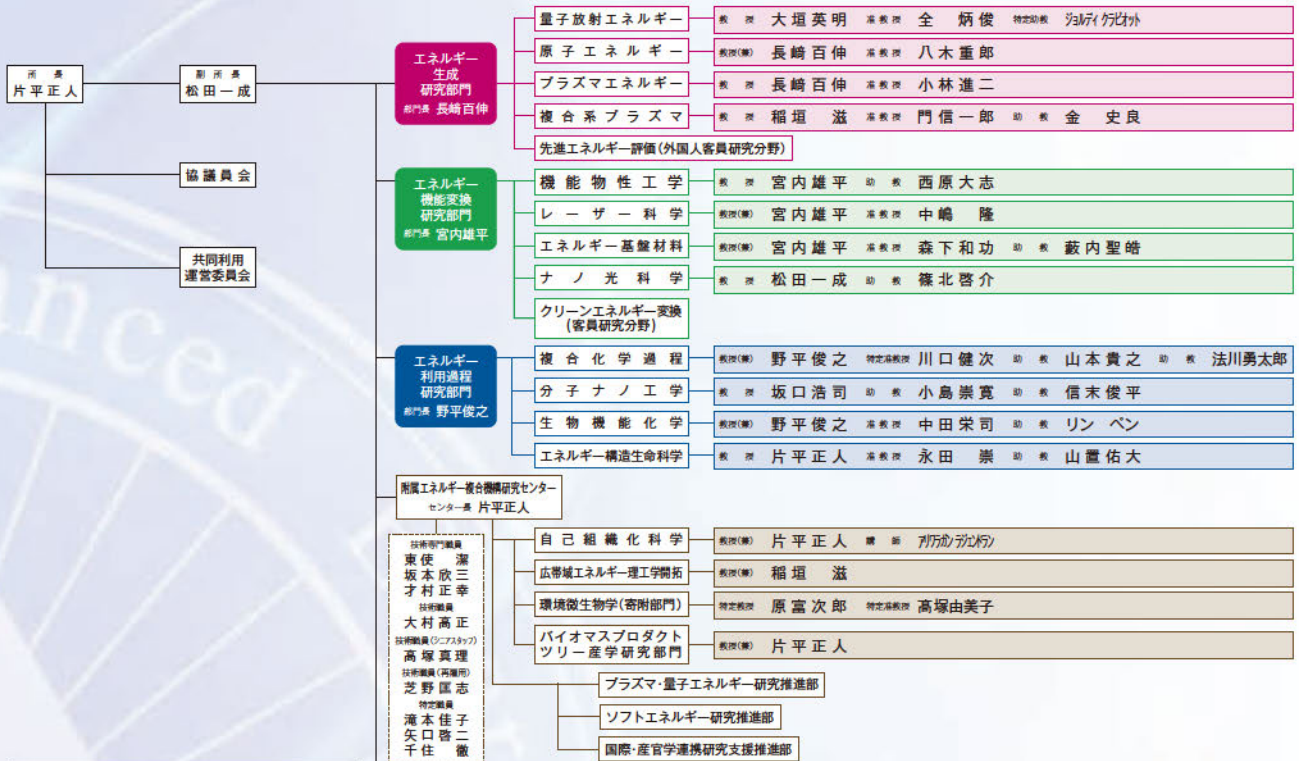 所長
片平正人
副所長
松田一成
協議員会
共同利用
運営委員会
エネルギー
生成
研究部門
部門長 長﨑百伸
量子放射エネルギー 教授 大垣英明 准教授 全 炳俊 特定助教 ジョルディ クラビオット
原子エネルギー 教授(兼) 長﨑百伸 准教授 八木重郎
プラズマエネルギー 教授 長﨑百伸 准教授 小林進二
複合系プラズマ 教授 稲垣 滋 准教授 門信一郎 助教 金 史良
先進エネルギー評価(外国人客員研究分野)
エネルギー
機能変換
研究部門
部門長 宮内雄平
機能物性工学 教授 宮内雄平 助教 西原大志
レーザー科学 教授(兼) 宮内雄平 准教授 中嶋 隆
エネルギー基盤材料 教授(兼) 宮内雄平 准教授 森下和功 助教 藪内聖皓
ナノ光科学 教授 松田一成 助教 篠北啓介
クリーンエネルギー変換
(客員研究分野)
エネルギー
利用過程
研究部門
部門長 野平俊之
複合化学過程 教授(兼) 野平俊之 特定准教授 川口健次 助教 山本貴之 助教 法川勇太郎
分子ナノ工学 教授 坂口浩司 助教 小島崇寛 助教 信末俊平
生物機能化学 教授(兼) 野平俊之 准教授 中田栄司 助教 リン ペン
エネルギー構造生命科学 教授 片平正人 准教授 永田 崇 助教 山置佑大
附属エネルギー複合機構研究センター
センター長 片平正人
技術専門職員
東使 潔
坂本欣三
才村正幸
技術職員
大村高正
技術職員(シニアスタッフ)
高塚真理
技術職員(再雇用)
芝野匡志
特定職員
滝本佳子
矢口啓二
千住 徹
自己組織化科学 教授(兼) 片平正人 講師 アリワラガン ラジェンドラン
広帯域エネルギー理工学開拓 教授(兼) 稲垣 滋
環境微生物学(寄附部門) 特定教授 原富次郎 特定准教授 高塚由美子
バイオマスプロダクト
ツリー産学研究部門 教授(兼) 片平正人
プラズマ・量子エネルギー研究推進部
ソフトエネルギー研究推進部
国際・産官学連携研究支援推進部
anced